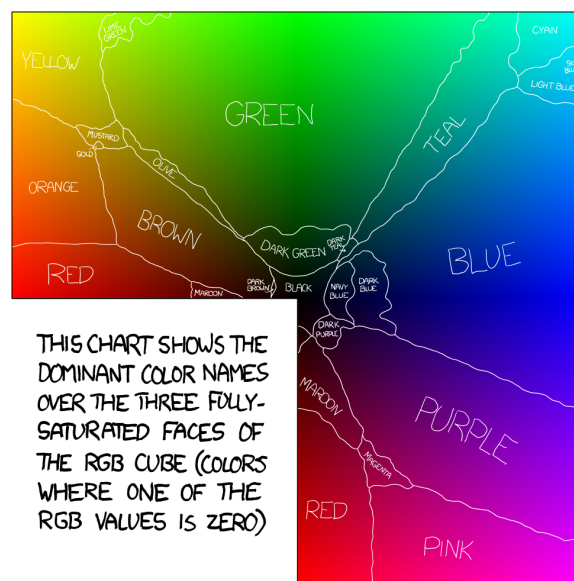 LIME
GREEN
CYAN
YELLOW
LIGHT BLUE
GREEN
TEAL
MUSTARD
GOLD
OLIVE
ORANGE
BROWN
DARK GREEN
DARK
TEAL
BLUE
RED
MAROON
DARK
BROWN
BLACK
NAVY
BLUE
DARK
BLUE
DARK
PURPLE
THIS CHART SHOWS THE
DOMINANT COLOR NAMES
OVER THE THREE FULLY-
SATURATED FACES OF
THE RGB CUBE (COLORS
WHERE ONE OF THE
RGB VALUES IS ZERO)
MAROON
PURPLE
MAGENTA
RED
PINK